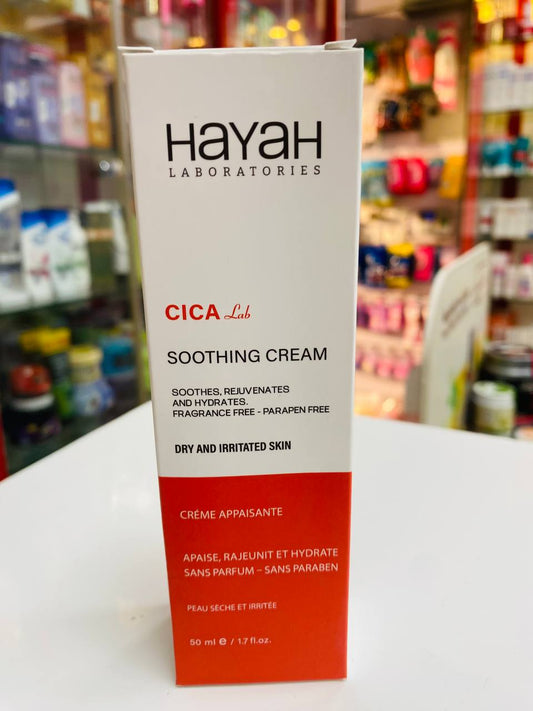 HAYAH
LABORATORIES
CICA Lab
SOOTHING CREAM
SOOTHES, REJUVENATES
AND HYDRATES.
FRAGRANCE FREE - PARAPEN FREE
DRY AND IRRITATED SKIN
CRÉME APPAISANTE
APAISE, RAJEUNIT ET HYDRATE
SANS PARFUM – SANS PARABEN
PEAU SÈCHE ET IRRITÉE
50 ml e / 1.7 fl.oz.